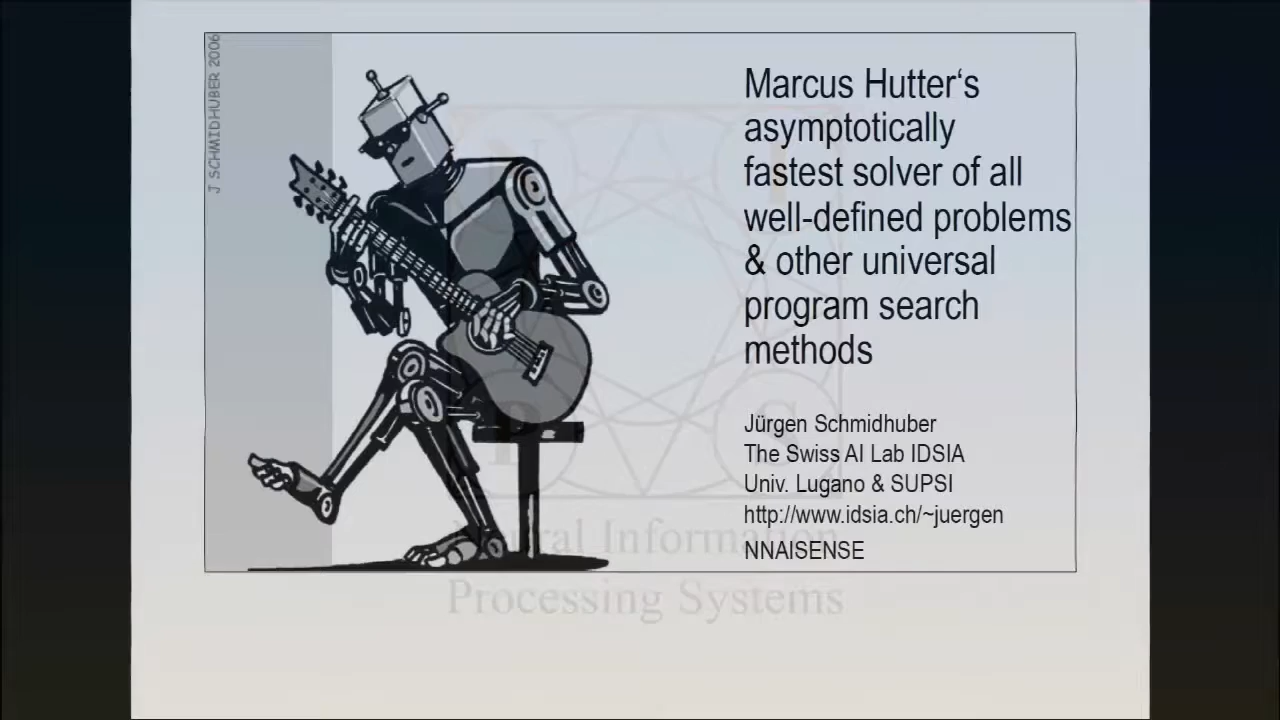 J SCHMIDHUBER 2006
Marcus Hutter‘s
asymptotically
fastest solver of all
well-defined problems
& other universal
program search
methods
Jürgen Schmidhuber
The Swiss AI Lab IDSIA
Univ. Lugano & SUPSI
http://www.idsia.ch/~juergen
NNAISENSE
N I
P S
Neural Information
Processing Systems